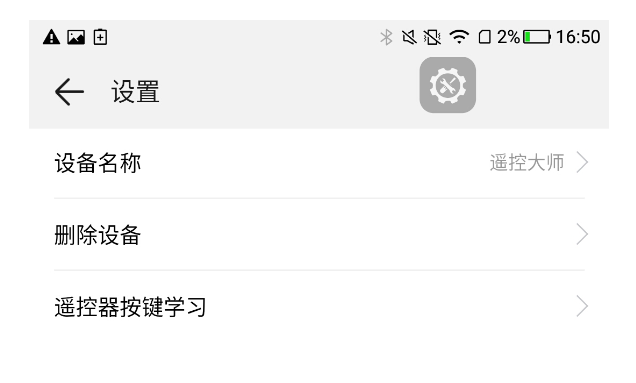 2% 16:50
设置
设备名称 遥控大师
删除设备
遥控器按键学习